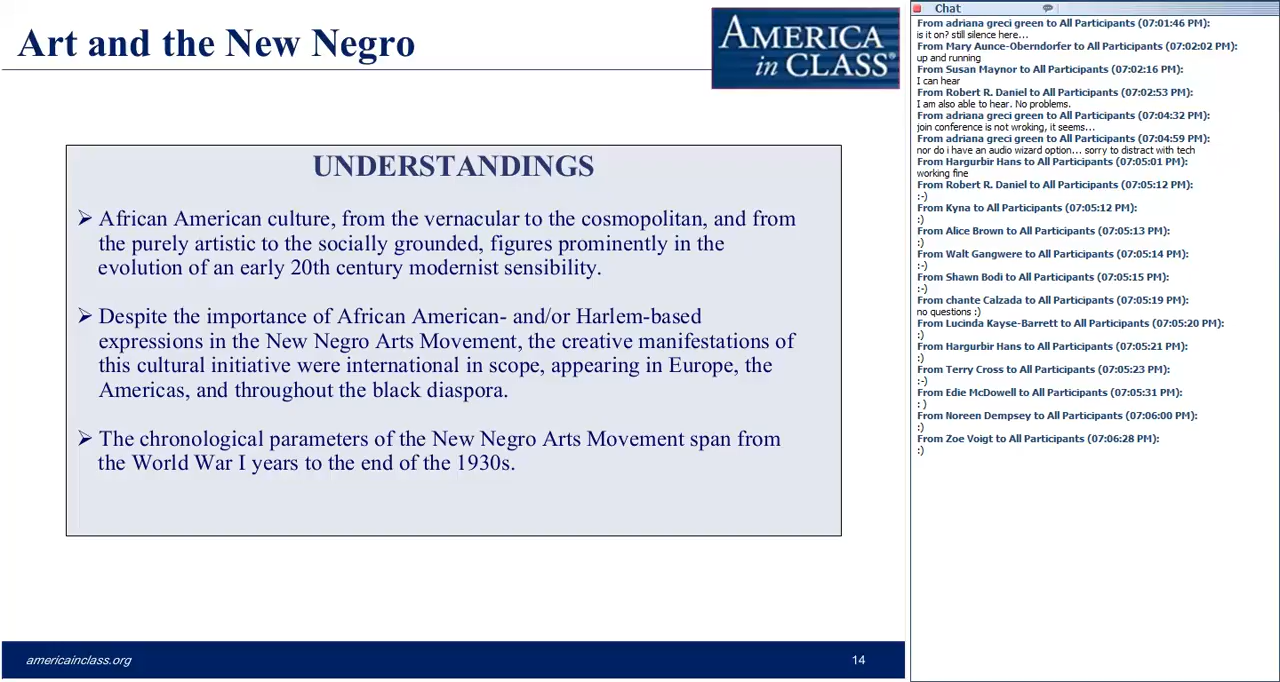 Art and the New Negro
AMERICA
in CLASS®
UNDERSTANDINGS
➢ African American culture, from the vernacular to the cosmopolitan, and from
the purely artistic to the socially grounded, figures prominently in the
evolution of an early 20th century modernist sensibility.
➢ Despite the importance of African American- and/or Harlem-based
expressions in the New Negro Arts Movement, the creative manifestations of
this cultural initiative were international in scope, appearing in Europe, the
Americas, and throughout the black diaspora.
➢ The chronological parameters of the New Negro Arts Movement span from
the World War I years to the end of the 1930s.
americainclass.org
14
Chat
From adriana greci green to All Participants (07:01:46 PM):
is it on? still silence here...
From Mary Aunce-Oberndorfer to All Participants (07:02:02 PM):
up and running
From Susan Maynor to All Participants (07:02:16 PM):
I can hear
From Robert R. Daniel to All Participants (07:02:53 PM):
I am also able to hear. No problems.
From adriana greci green to All Participants (07:04:32 PM):
join conference is not wroking, it seems...
From adriana greci green to All Participants (07:04:59 PM):
nor do i have an audio wizard option... sorry to distract with tech
From Hargurbir Hans to All Participants (07:05:01 PM):
working fine
From Robert R. Daniel to All Participants (07:05:12 PM):
:-)
From Kyna to All Participants (07:05:12 PM):
:)
From Alice Brown to All Participants (07:05:13 PM):
:)
From Walt Gangwere to All Participants (07:05:14 PM):
:-)
From Shawn Bodi to All Participants (07:05:15 PM):
:-)
From chante Calzada to All Participants (07:05:19 PM):
no questions :)
From Lucinda Kayse-Barrett to All Participants (07:05:20 PM):
:)
From Hargurbir Hans to All Participants (07:05:21 PM):
:)
From Terry Cross to All Participants (07:05:23 PM):
:-)
From Edie McDowell to All Participants (07:05:31 PM):
: )
From Noreen Dempsey to All Participants (07:06:00 PM):
:)
From Zoe Voigt to All Participants (07:06:28 PM):
:)